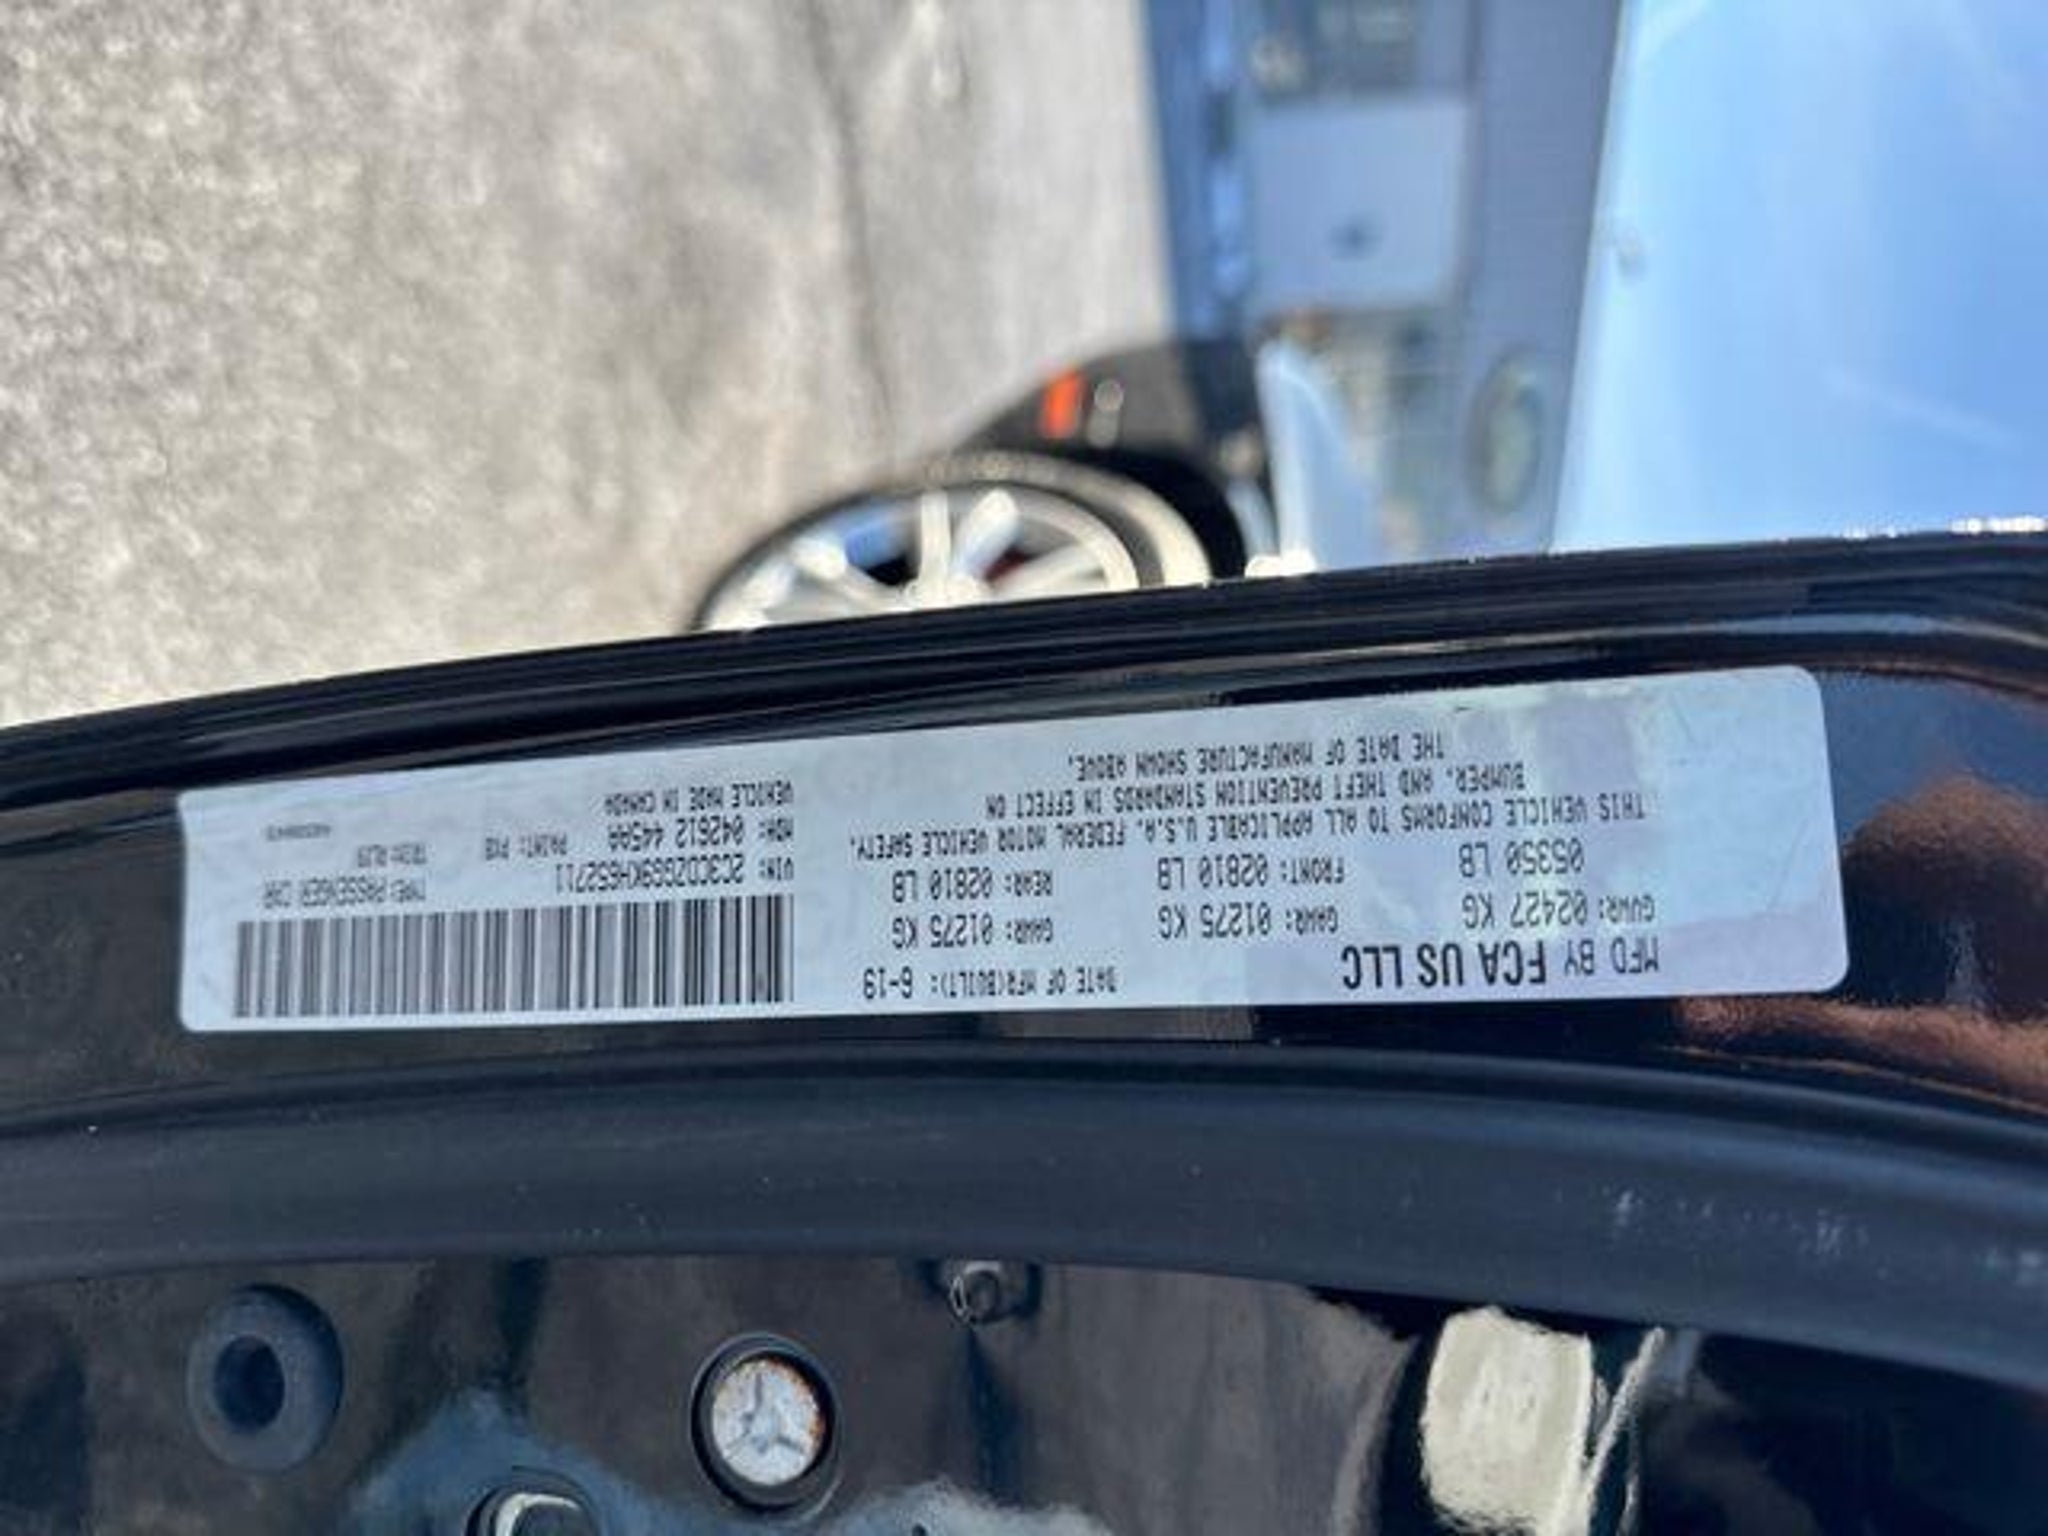 MFD BY FCA US LLC
DATE OF MFR(BUILT): 6-19
GVWR: 02427 KG
GAWR: 01275 KG
GAWR: 01275 KG
05350 LB
FRONT: 02810 LB
REAR: 02810 LB
THIS VEHICLE CONFORMS TO ALL APPLICABLE U.S.A. FEDERAL MOTOR VEHICLE SAFETY,
BUMPER, AND THEFT PREVENTION STANDARDS IN EFFECT ON
THE DATE OF MANUFACTURE SHOWN ABOVE.
VIN: 2C3CDZGG9KH652711
TYPE: PASSENGER CAR
MDH: 042612 445AA
PAINT: PX8
TRIM:
VEHICLE MADE IN CANADA